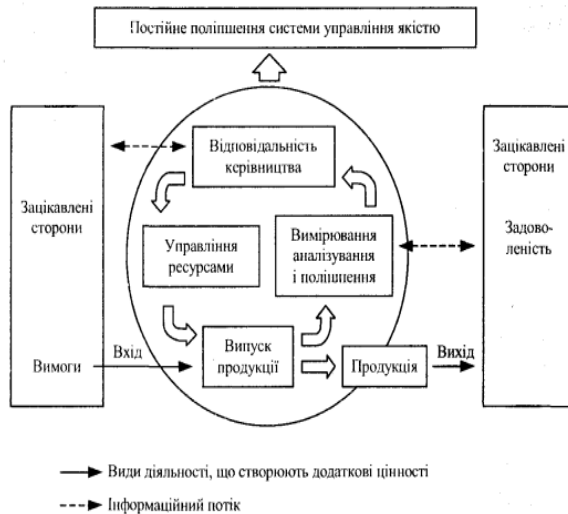 Постійне поліпшення системи управління якістю
Зацікавлені
сторони
Вимоги
Вхід
Відповідальність
керівництва
Управління
ресурсами
Вимірювання
аналізування
і поліпшення
Випуск
продукції
Продукція
Вихід
Зацікавлені
сторони
Задово-
леність
Види діяльності, що створюють додаткові цінності
Інформаційний потік